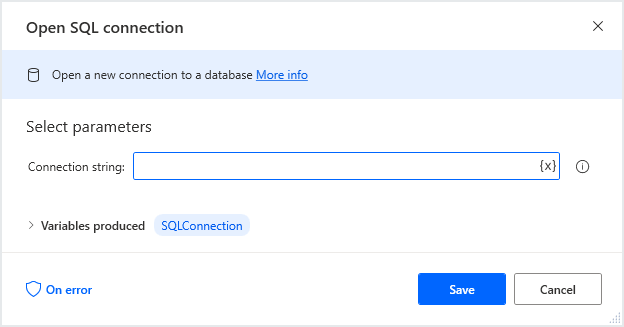 Open SQL connection
Open a new connection to a database More info
Select parameters
Connection string: {x}
Variables produced SQLConnection
On error Save Cancel